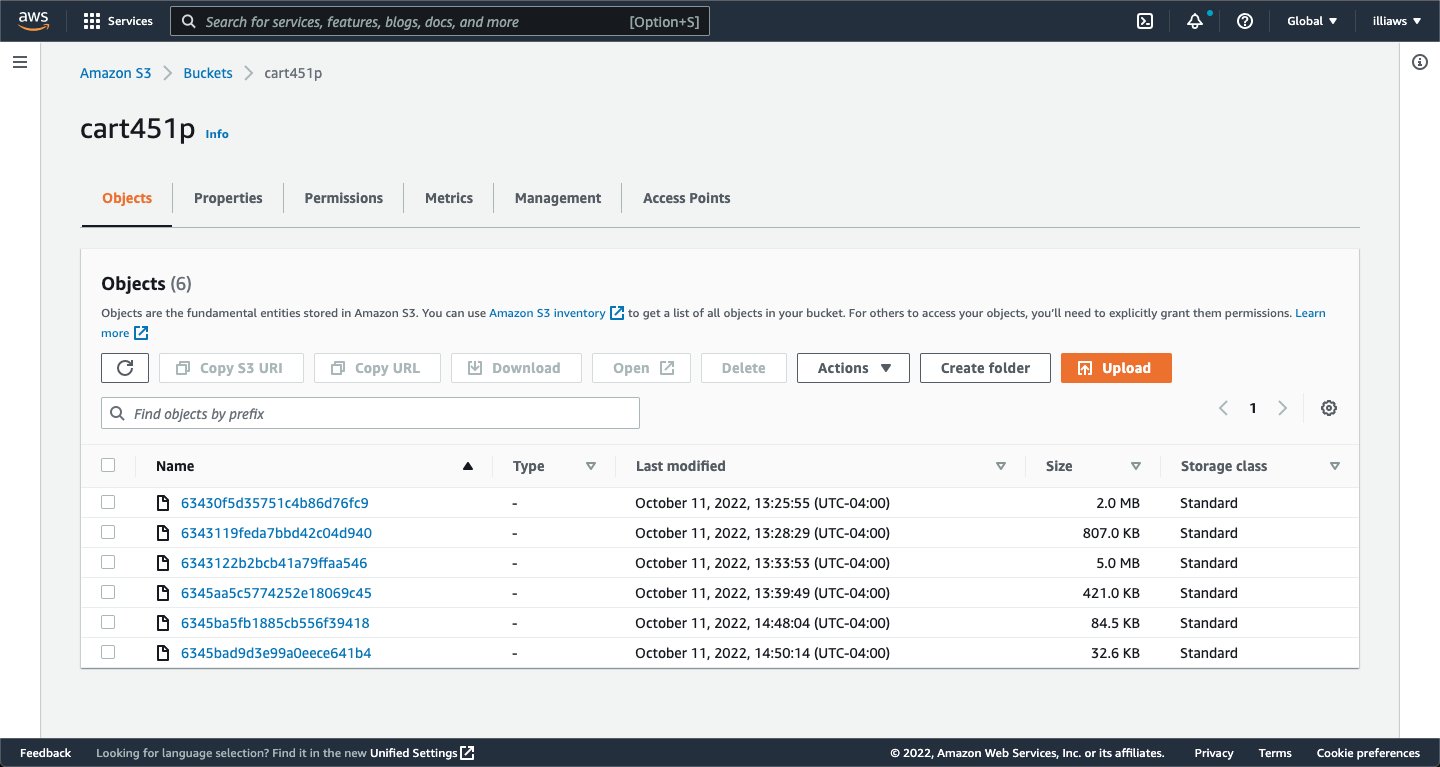 aws Services Search for services, features, blogs, docs, and more [Option+S] Global ▼ illiaws ▼
Amazon S3 > Buckets > cart451p
cart451p Info
Objects Properties Permissions Metrics Management Access Points
Objects (6)
Objects are the fundamental entities stored in Amazon S3. You can use Amazon S3 inventory to get a list of all objects in your bucket. For others to access your objects, you'll need to explicitly grant them permissions. Learn
more
Copy S3 URI Copy URL Download Open Delete Actions ▼ Create folder Upload
Find objects by prefix < 1 >
Name ▲ Type ▽ Last modified ▽ Size ▽ Storage class ▽
63430f5d35751c4b86d76fc9 - October 11, 2022, 13:25:55 (UTC-04:00) 2.0 MB Standard
6343119feda7bbd42c04d940 - October 11, 2022, 13:28:29 (UTC-04:00) 807.0 KB Standard
6343122b2bcb41a79ffaa546 - October 11, 2022, 13:33:53 (UTC-04:00) 5.0 MB Standard
6345aa5c5774252e18069c45 - October 11, 2022, 13:39:49 (UTC-04:00) 421.0 KB Standard
6345ba5fb1885cb556f39418 - October 11, 2022, 14:48:04 (UTC-04:00) 84.5 KB Standard
6345bad9d3e99a0eece641b4 - October 11, 2022, 14:50:14 (UTC-04:00) 32.6 KB Standard
Feedback Looking for language selection? Find it in the new Unified Settings © 2022, Amazon Web Services, Inc. or its affiliates. Privacy Terms Cookie preferences